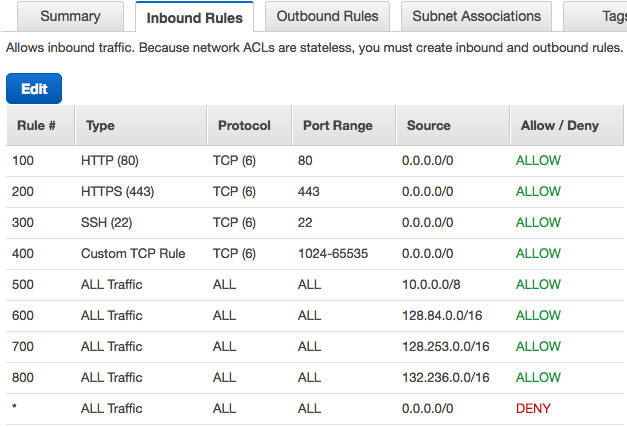 Summary Inbound Rules Outbound Rules Subnet Associations Tags
Allows inbound traffic. Because network ACLs are stateless, you must create inbound and outbound rules.
Edit
Rule # Type Protocol Port Range Source Allow / Deny
100 HTTP (80) TCP (6) 80 0.0.0.0/0 ALLOW
200 HTTPS (443) TCP (6) 443 0.0.0.0/0 ALLOW
300 SSH (22) TCP (6) 22 0.0.0.0/0 ALLOW
400 Custom TCP Rule TCP (6) 1024-65535 0.0.0.0/0 ALLOW
500 ALL Traffic ALL ALL 10.0.0.0/8 ALLOW
600 ALL Traffic ALL ALL 128.84.0.0/16 ALLOW
700 ALL Traffic ALL ALL 128.253.0.0/16 ALLOW
800 ALL Traffic ALL ALL 132.236.0.0/16 ALLOW
* ALL Traffic ALL ALL 0.0.0.0/0 DENY